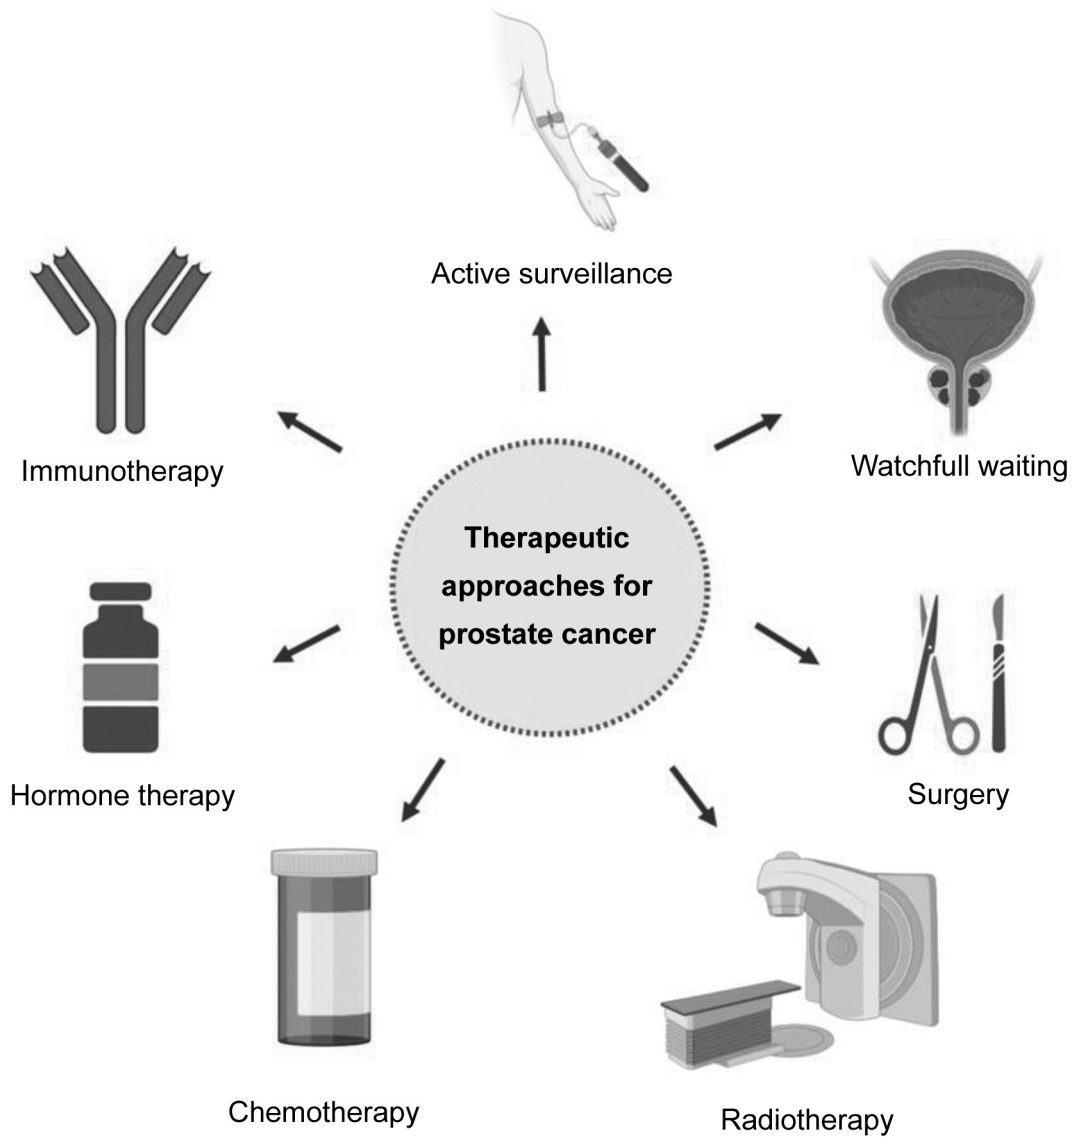 Active surveillance
Immunotherapy
Watchfull waiting
Therapeutic
approaches for
prostate cancer
Hormone therapy
Surgery
Chemotherapy
Radiotherapy